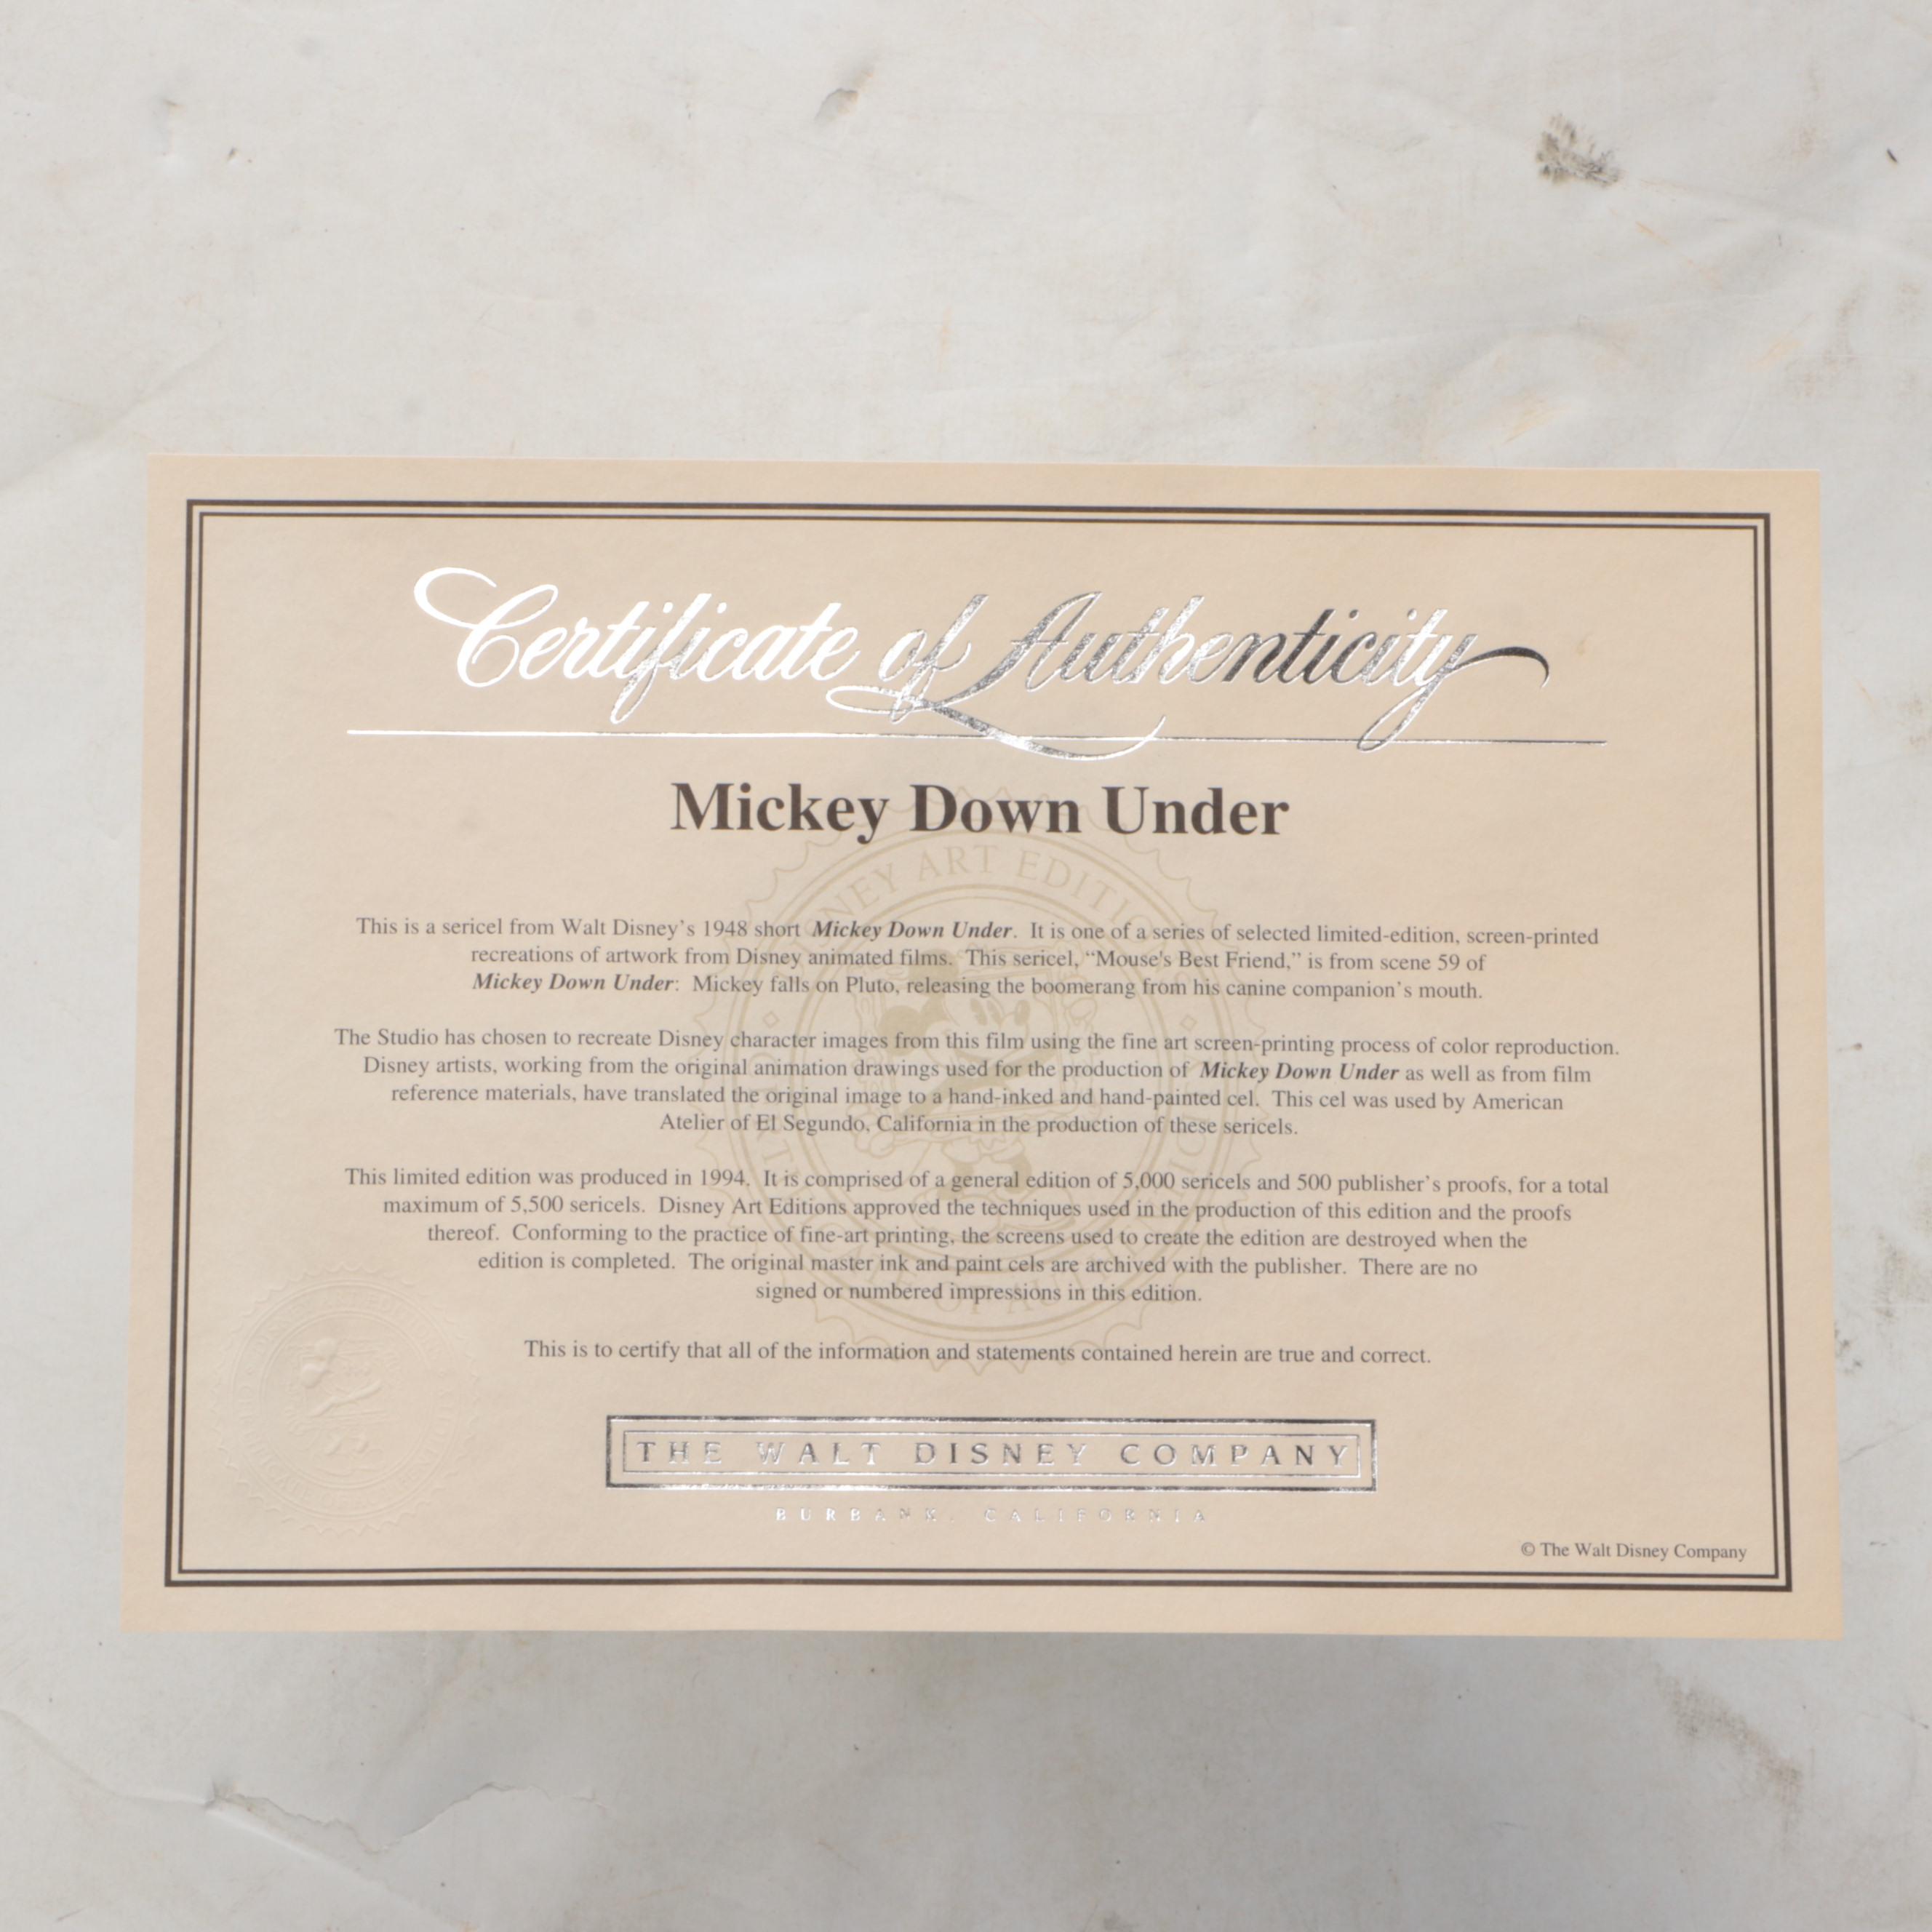 Certificate of Authenticity
Mickey Down Under
This is a sericel from Walt Disney's 1948 short Mickey Down Under. It is one of a series of selected limited-edition, screen-printed
recreations of artwork from Disney animated films. This sericel, “Mouse's Best Friend,” is from scene 59 of
Mickey Down Under: Mickey falls on Pluto, releasing the boomerang from his canine companion's mouth.
The Studio has chosen to recreate Disney character images from this film using the fine art screen-printing process of color reproduction.
Disney artists, working from the original animation drawings used for the production of Mickey Down Under as well as from film
reference materials, have translated the original image to a hand-inked and hand-painted cel. This cel was used by American
Atelier of El Segundo, California in the production of these sericels.
This limited edition was produced in 1994. It is comprised of a general edition of 5,000 sericels and 500 publisher's proofs, for a total
maximum of 5,500 sericels. Disney Art Editions approved the techniques used in the production of this edition and the proofs
thereof. Conforming to the practice of fine-art printing, the screens used to create the edition are destroyed when the
edition is completed. The original master ink and paint cels are archived with the publisher. There are no
signed or numbered impressions in this edition.
This is to certify that all of the information and statements contained herein are true and correct.
THE WALT DISNEY COMPANY
BURBANK, CALIFORNIA
© The Walt Disney Company